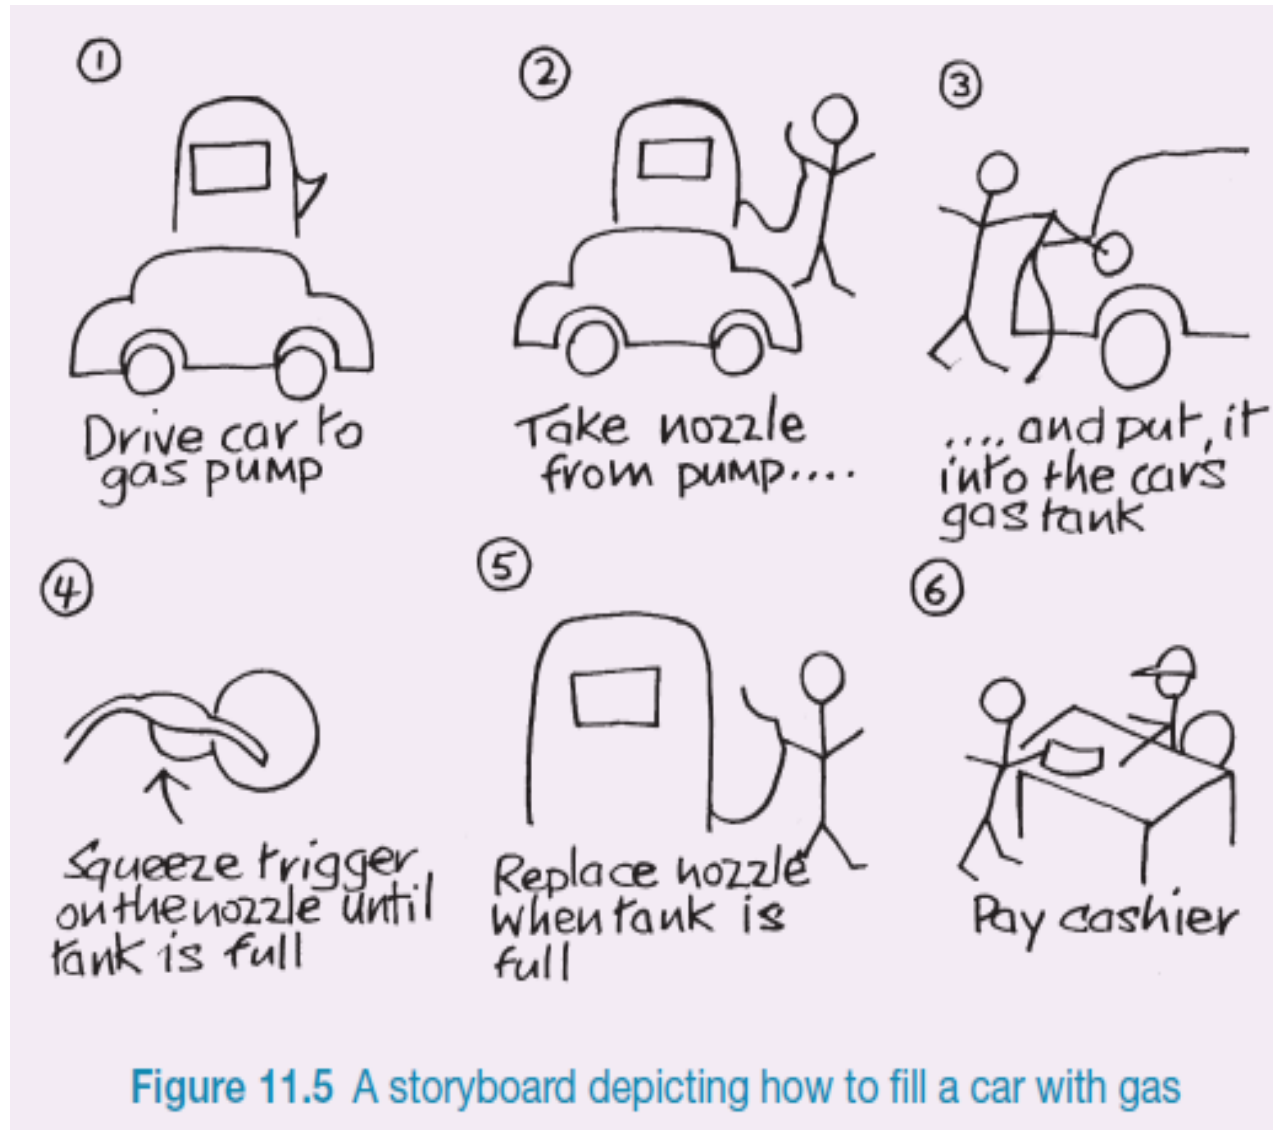 1
Drive car to
gas pump
2
Take nozzle
from pump....
3
.... and put it
into the car's
gas tank
4
Squeeze trigger
on the nozzle until
tank is full
5
Replace nozzle
when tank is
full
6
Pay cashier
Figure 11.5 A storyboard depicting how to fill a car with gas